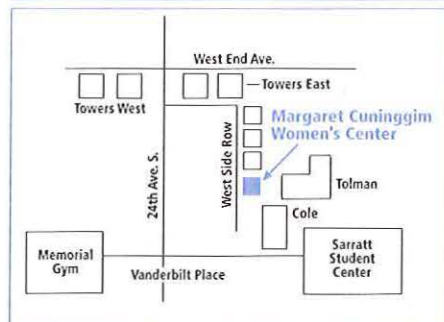 West End Ave.
Towers East
Towers West
Margaret Cuninggim
Women's Center
West Side Row
24th Ave. S.
Tolman
Cole
Memorial
Gym
Sarratt
Student
Center
Vanderbilt Place